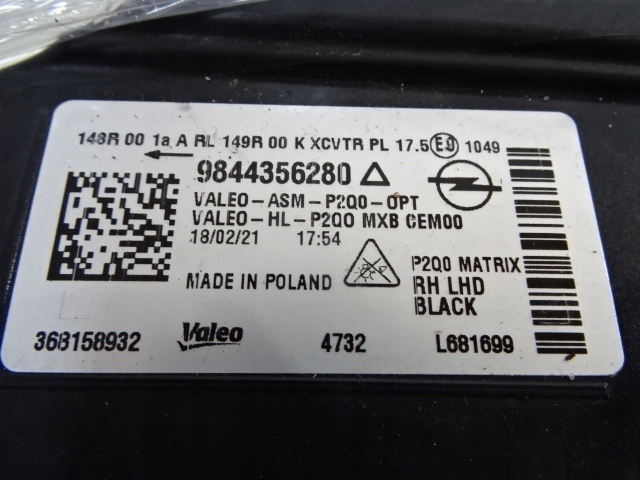 148R 00 1a A RL 149R 00 K XCVTR PL 17.5 E9 1049
9844356280
VALEO-ASM-P2Q0-OPT
VALEO-HL-P2Q0 MXB CEM00
18/02/21 17:54
MADE IN POLAND
P2Q0 MATRIX
RH LHD
BLACK
368158932 Valeo 4732 L681699